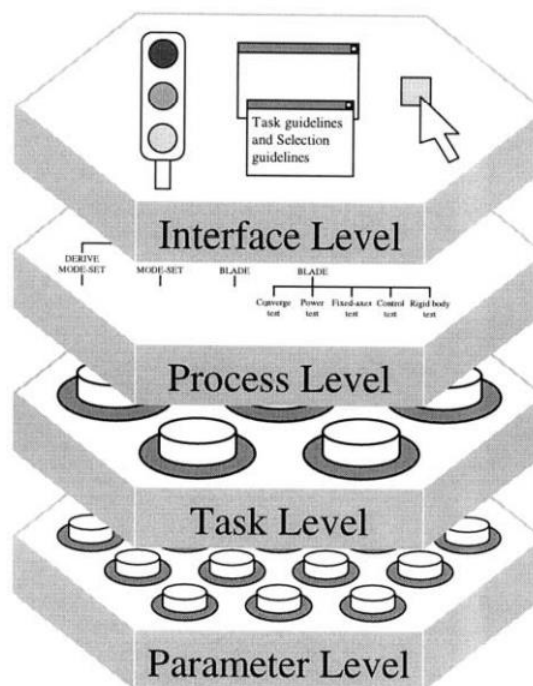 Task guidelines
and Selection
guidelines
Interface Level
DERIVE
MODE-SET
MODE-SET
BLADE
BLADE
Converge
test
Power
test
Fixed-axes
test
Control
test
Rigid body
test
Process Level
Task Level
Parameter Level